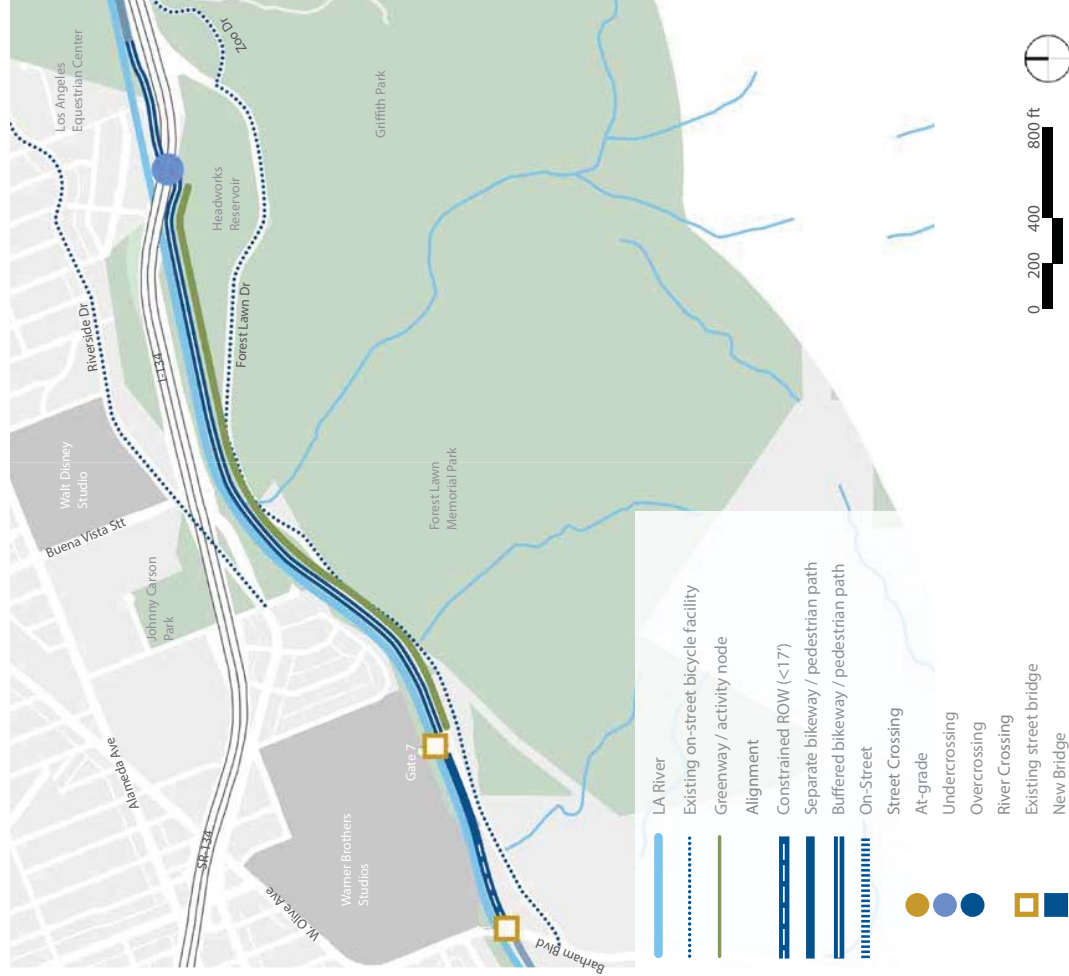 Los Angeles
Equestrian Center
Zoo Dr
Griffith Park
Headworks
Reservoir
Riverside Dr
I-134
Forest Lawn Dr
Walt Disney
Studio
Buena Vista Stt
Johnny Carson
Park
Forest Lawn
Memorial Park
Alameda Ave
SR-134
Gate 7
Warner Brothers
Studios
W. Olive Ave
Barham Blvd
LA River
Existing on-street bicycle facility
Greenway / activity node
Alignment
Constrained ROW (<17')
Separate bikeway / pedestrian path
Buffered bikeway / pedestrian path
On-Street
Street Crossing
At-grade
Undercrossing
Overcrossing
River Crossing
Existing street bridge
New Bridge
0 200 400 800 ft